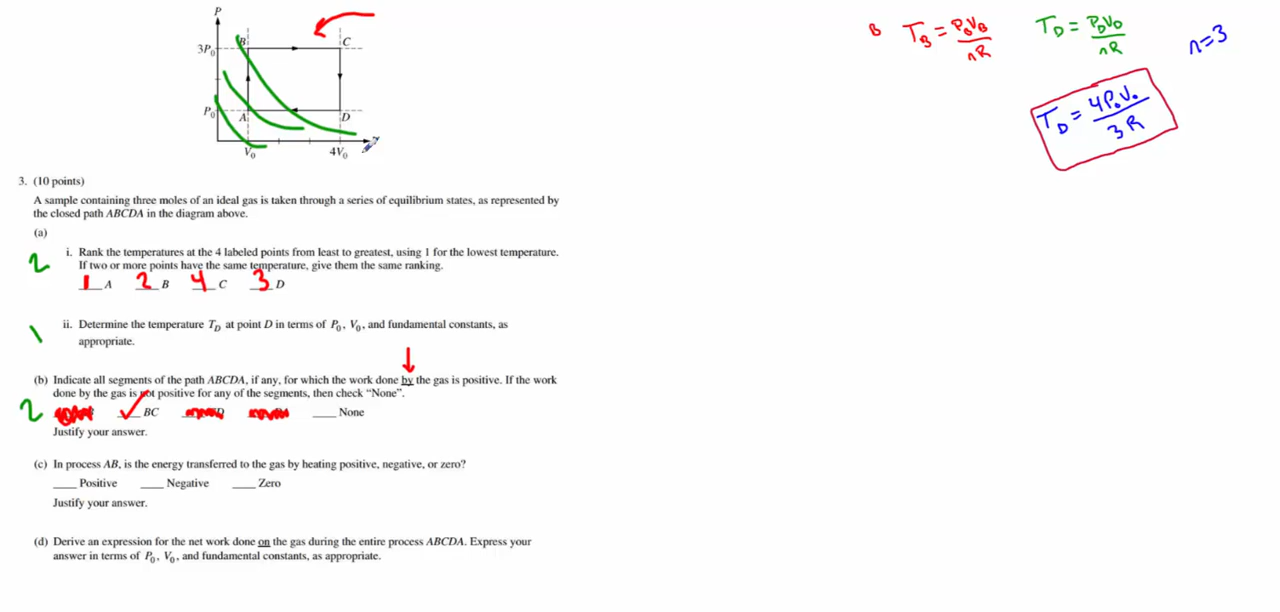 P
3P₀ B C
P₀ A D
V₀ 4V₀
B T_B = P_BV_B / nR
T_D = P_DV_D / nR
n=3
T_D = 4P₀V₀ / 3R
3. (10 points)
A sample containing three moles of an ideal gas is taken through a series of equilibrium states, as represented by
the closed path ABCDA in the diagram above.
(a)
2
i. Rank the temperatures at the 4 labeled points from least to greatest, using 1 for the lowest temperature.
If two or more points have the same temperature, give them the same ranking.
1 A 2 B 4 C 3 D
1
ii. Determine the temperature T_D at point D in terms of P₀, V₀, and fundamental constants, as
appropriate.
(b) Indicate all segments of the path ABCDA, if any, for which the work done by the gas is positive. If the work
done by the gas is not positive for any of the segments, then check “None”.
2 ✓ BC ____ None
Justify your answer.
(c) In process AB, is the energy transferred to the gas by heating positive, negative, or zero?
____ Positive ____ Negative ____ Zero
Justify your answer.
(d) Derive an expression for the net work done on the gas during the entire process ABCDA. Express your
answer in terms of P₀, V₀, and fundamental constants, as appropriate.